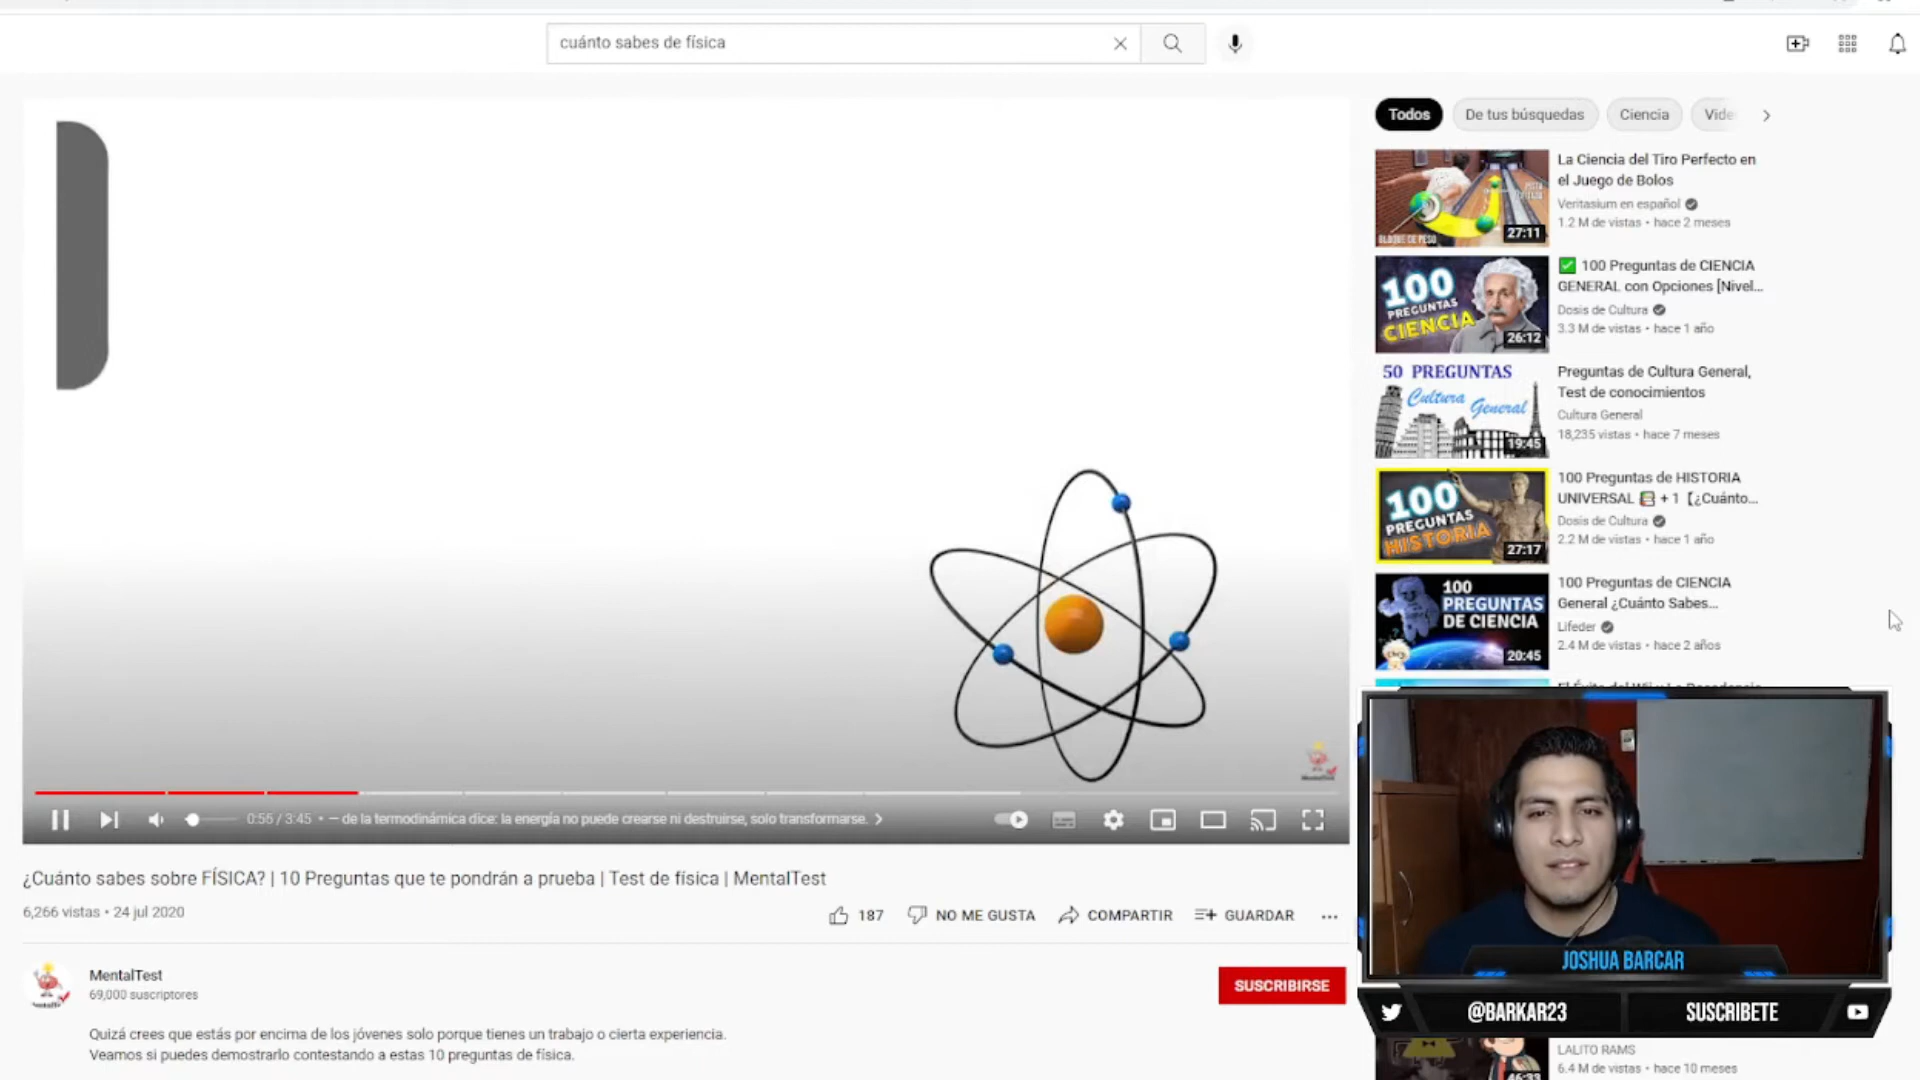 cuánto sabes de física
0:56 / 3:45 • — de la termodinámica dice: la energía no puede crearse ni destruirse, solo transformarse.
¿Cuánto sabes sobre FÍSICA? | 10 Preguntas que te pondrán a prueba | Test de física | MentalTest
6,266 vistas • 24 jul 2020
187 NO ME GUSTA COMPARTIR GUARDAR
MentalTest
69,000 suscriptores
SUSCRIBIRSE
Quizá crees que estás por encima de los jóvenes solo porque tienes un trabajo o cierta experiencia.
Veamos si puedes demostrarlo contestando a estas 10 preguntas de física.
Todos De tus búsquedas Ciencia Vide
BLOQUE DE PESO
27:11
La Ciencia del Tiro Perfecto en
el Juego de Bolos
Veritasium en español
1.2 M de vistas • hace 2 meses
100
PREGUNTAS
CIENCIA
26:12
100 Preguntas de CIENCIA
GENERAL con Opciones [Nivel...
Dosis de Cultura
3.3 M de vistas • hace 1 año
50 PREGUNTAS
Cultura
General
19:45
Preguntas de Cultura General,
Test de conocimientos
Cultura General
18,235 vistas • hace 7 meses
100
PREGUNTAS
HISTORIA
27:17
100 Preguntas de HISTORIA
UNIVERSAL + 1【¿Cuánto...
Dosis de Cultura
2.2 M de vistas • hace 1 año
100
PREGUNTAS
DE CIENCIA
20:45
100 Preguntas de CIENCIA
General ¿Cuánto Sabes...
Lifeder
2.4 M de vistas • hace 2 años
JOSHUA BARCAR
@BARKAR23 SUSCRIBETE
46:33
LALITO RAMS
6.4 M de vistas • hace 10 meses